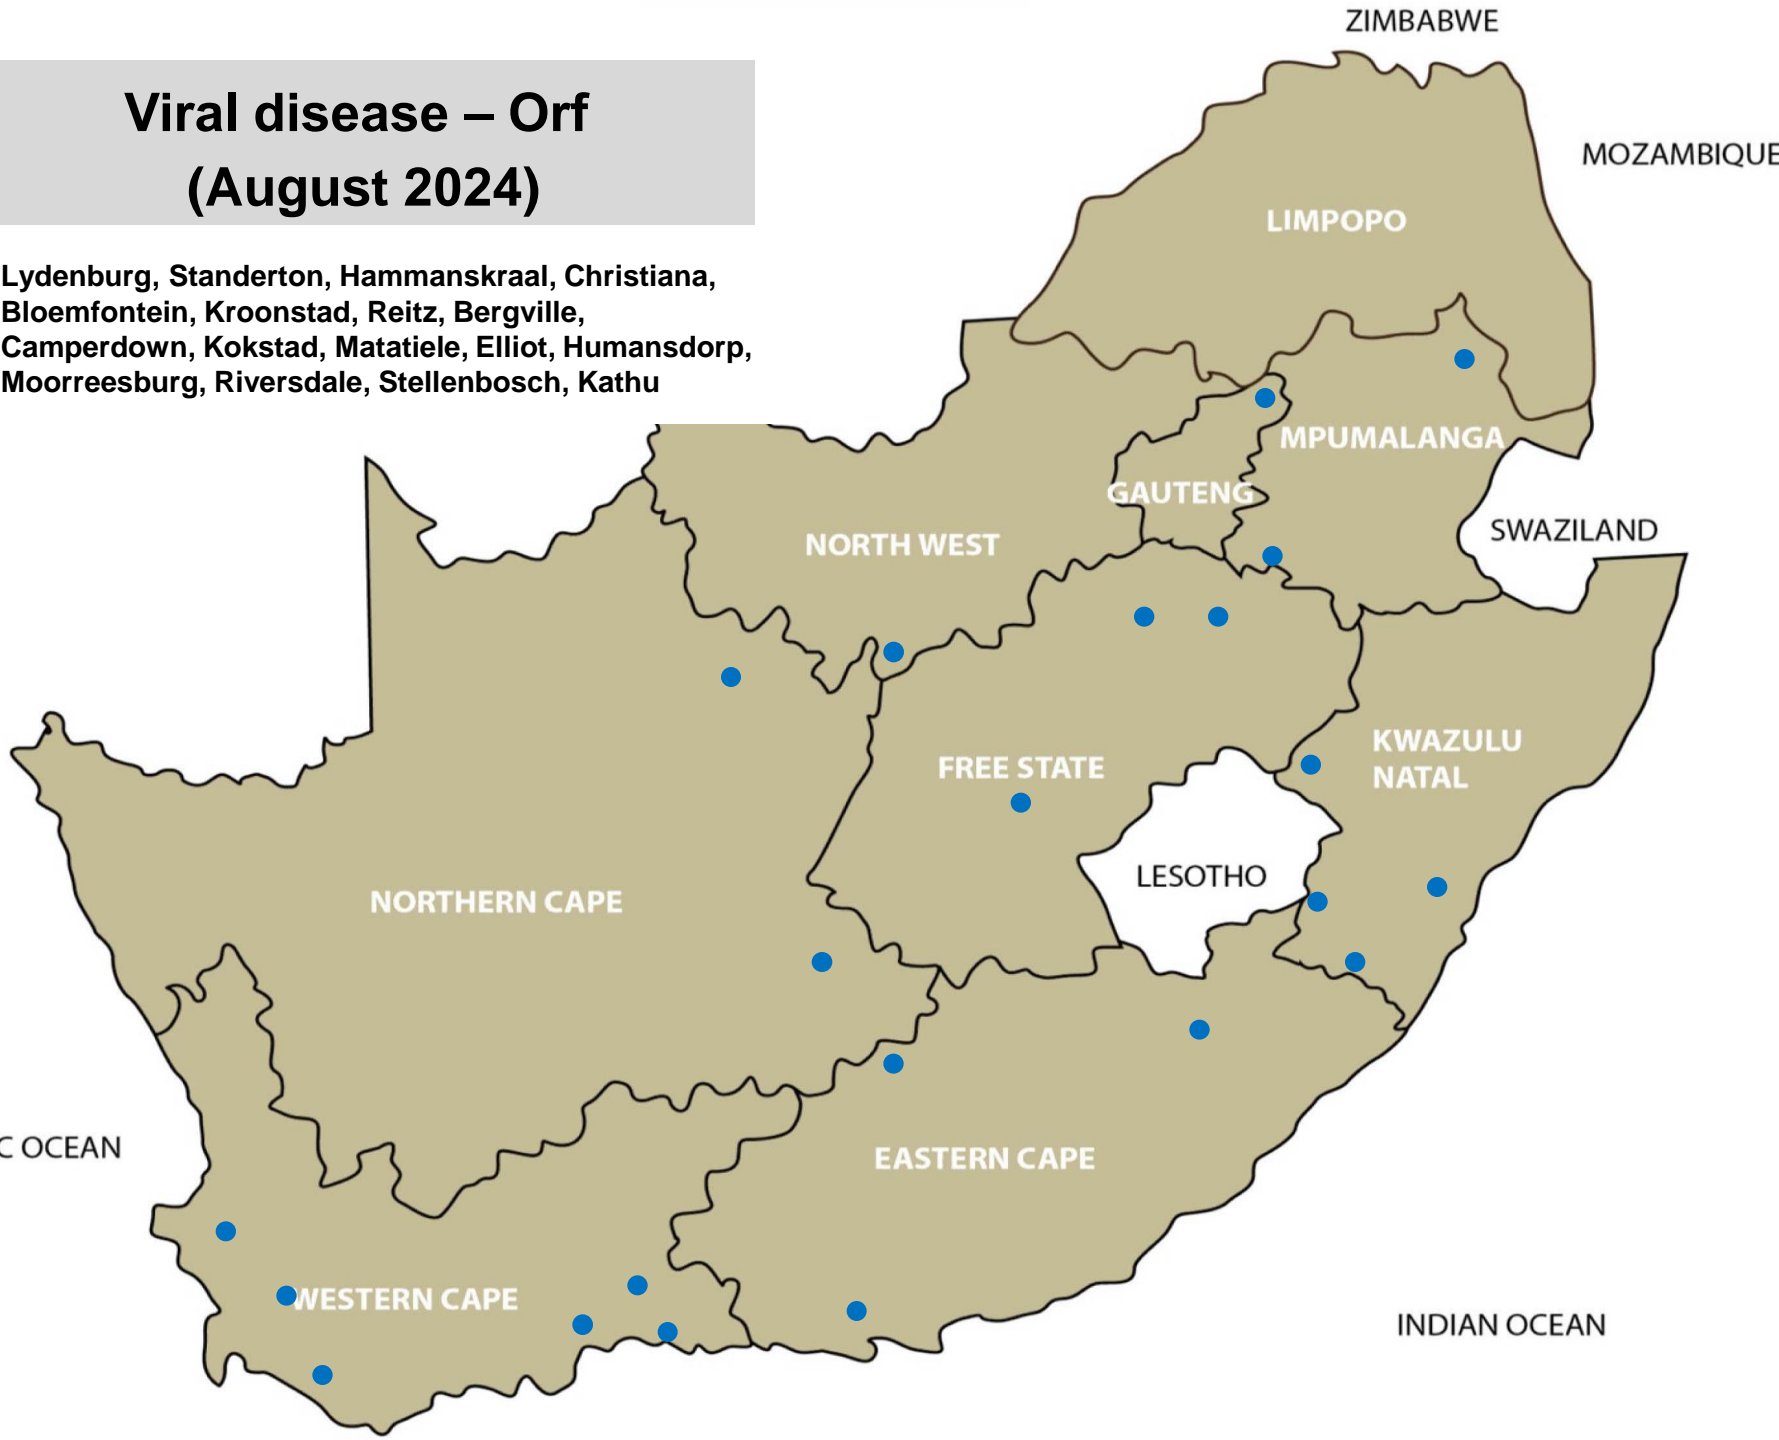 ZIMBABWE
Viral disease – Orf
(August 2024)
MOZAMBIQUE
LIMPOPO
Lydenburg, Standerton, Hammanskraal, Christiana,
Bloemfontein, Kroonstad, Reitz, Bergville,
Camperdown, Kokstad, Matatiele, Elliot, Humansdorp,
Moorreesburg, Riversdale, Stellenbosch, Kathu
MPUMALANGA
GAUTENG
SWAZILAND
NORTH WEST
KWAZULU
NATAL
FREE STATE
LESOTHO
NORTHERN CAPE
C OCEAN
EASTERN CAPE
WESTERN CAPE
INDIAN OCEAN